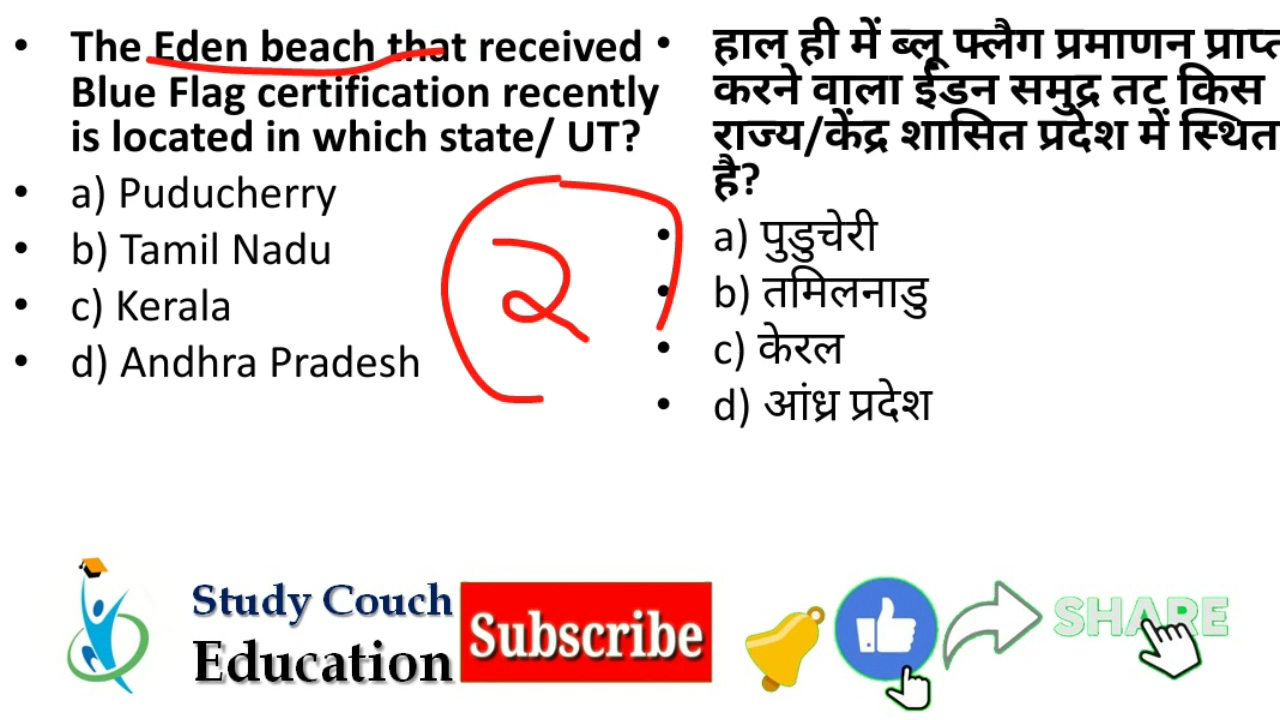 • The Eden beach that received
Blue Flag certification recently
is located in which state/ UT?
• a) Puducherry
• b) Tamil Nadu
• c) Kerala
• d) Andhra Pradesh
२
• हाल ही में ब्लू फ्लैग प्रमाणन प्राप्त
करने वाला ईडन समुद्र तट किस
राज्य/केंद्र शासित प्रदेश में स्थित
है?
• a) पुडुचेरी
• b) तमिलनाडु
• c) केरल
• d) आंध्र प्रदेश
Study Couch
Education
Subscribe
SHARE